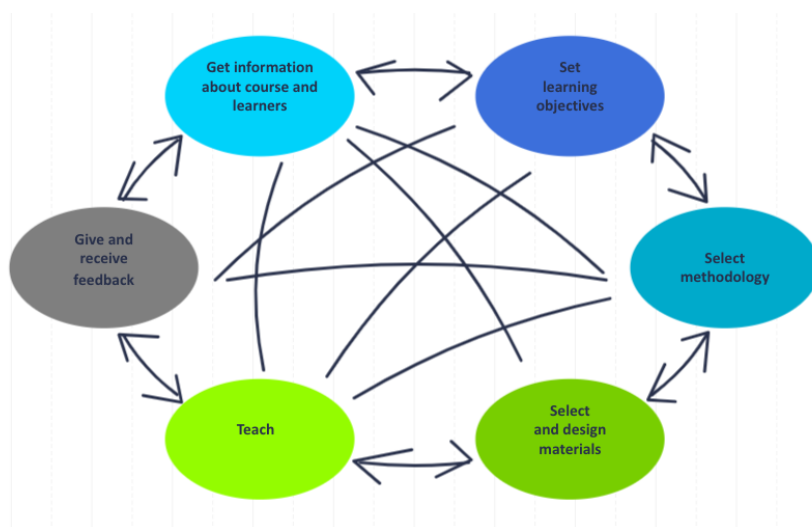 Get information
about course and
learners
Set
learning
objectives
Give and
receive
feedback
Select
methodology
Teach
Select
and design
materials